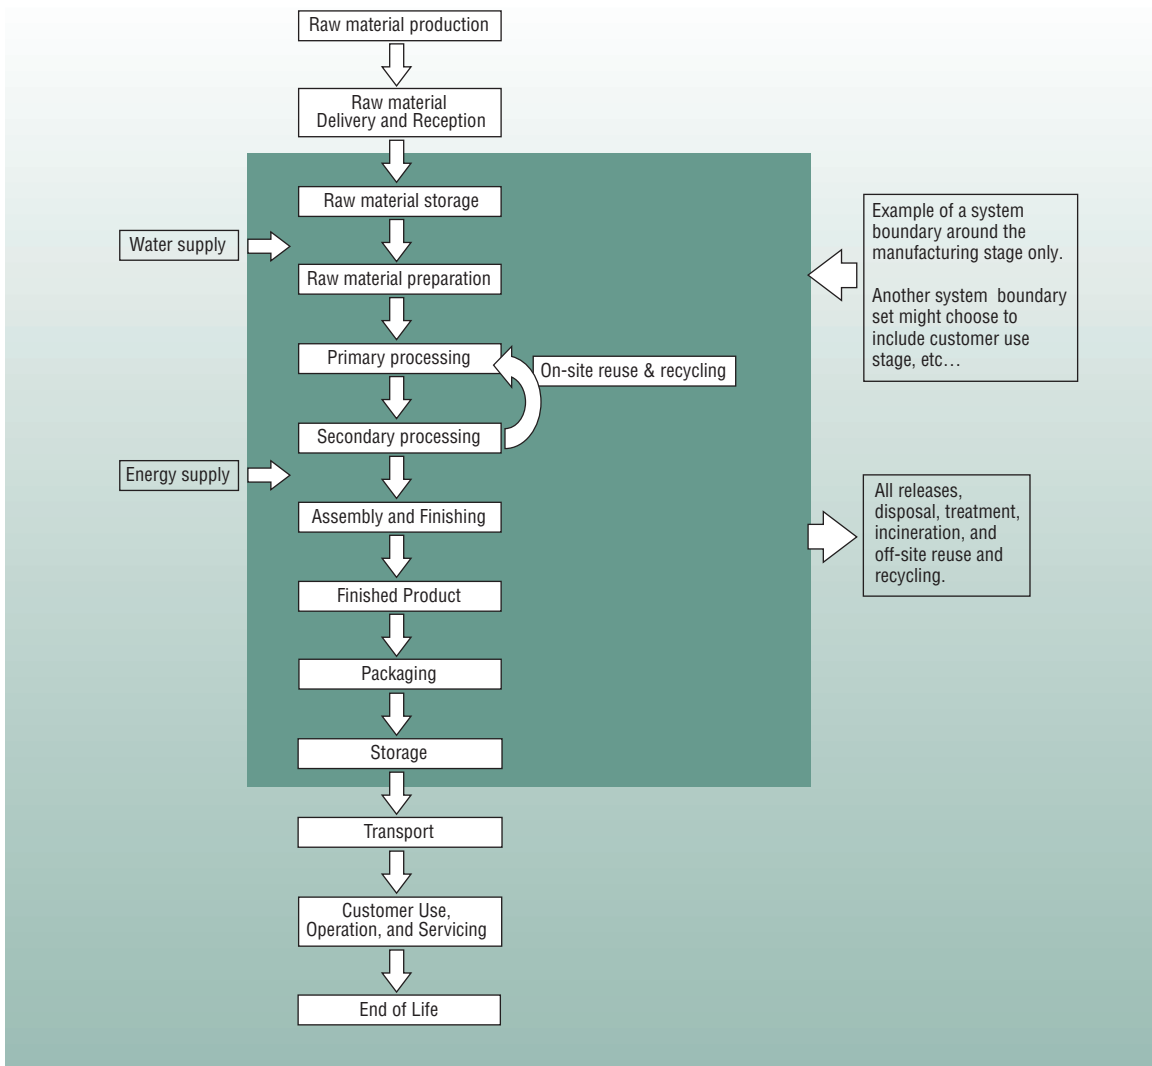 Raw material production
Raw material
Delivery and Reception
Raw material storage
Water supply
Raw material preparation
Primary processing
On-site reuse & recycling
Secondary processing
Energy supply
Assembly and Finishing
Finished Product
Packaging
Storage
Transport
Customer Use,
Operation, and Servicing
End of Life
Example of a system
boundary around the
manufacturing stage only.
Another system boundary
set might choose to
include customer use
stage, etc…
All releases,
disposal, treatment,
incineration, and
off-site reuse and
recycling.